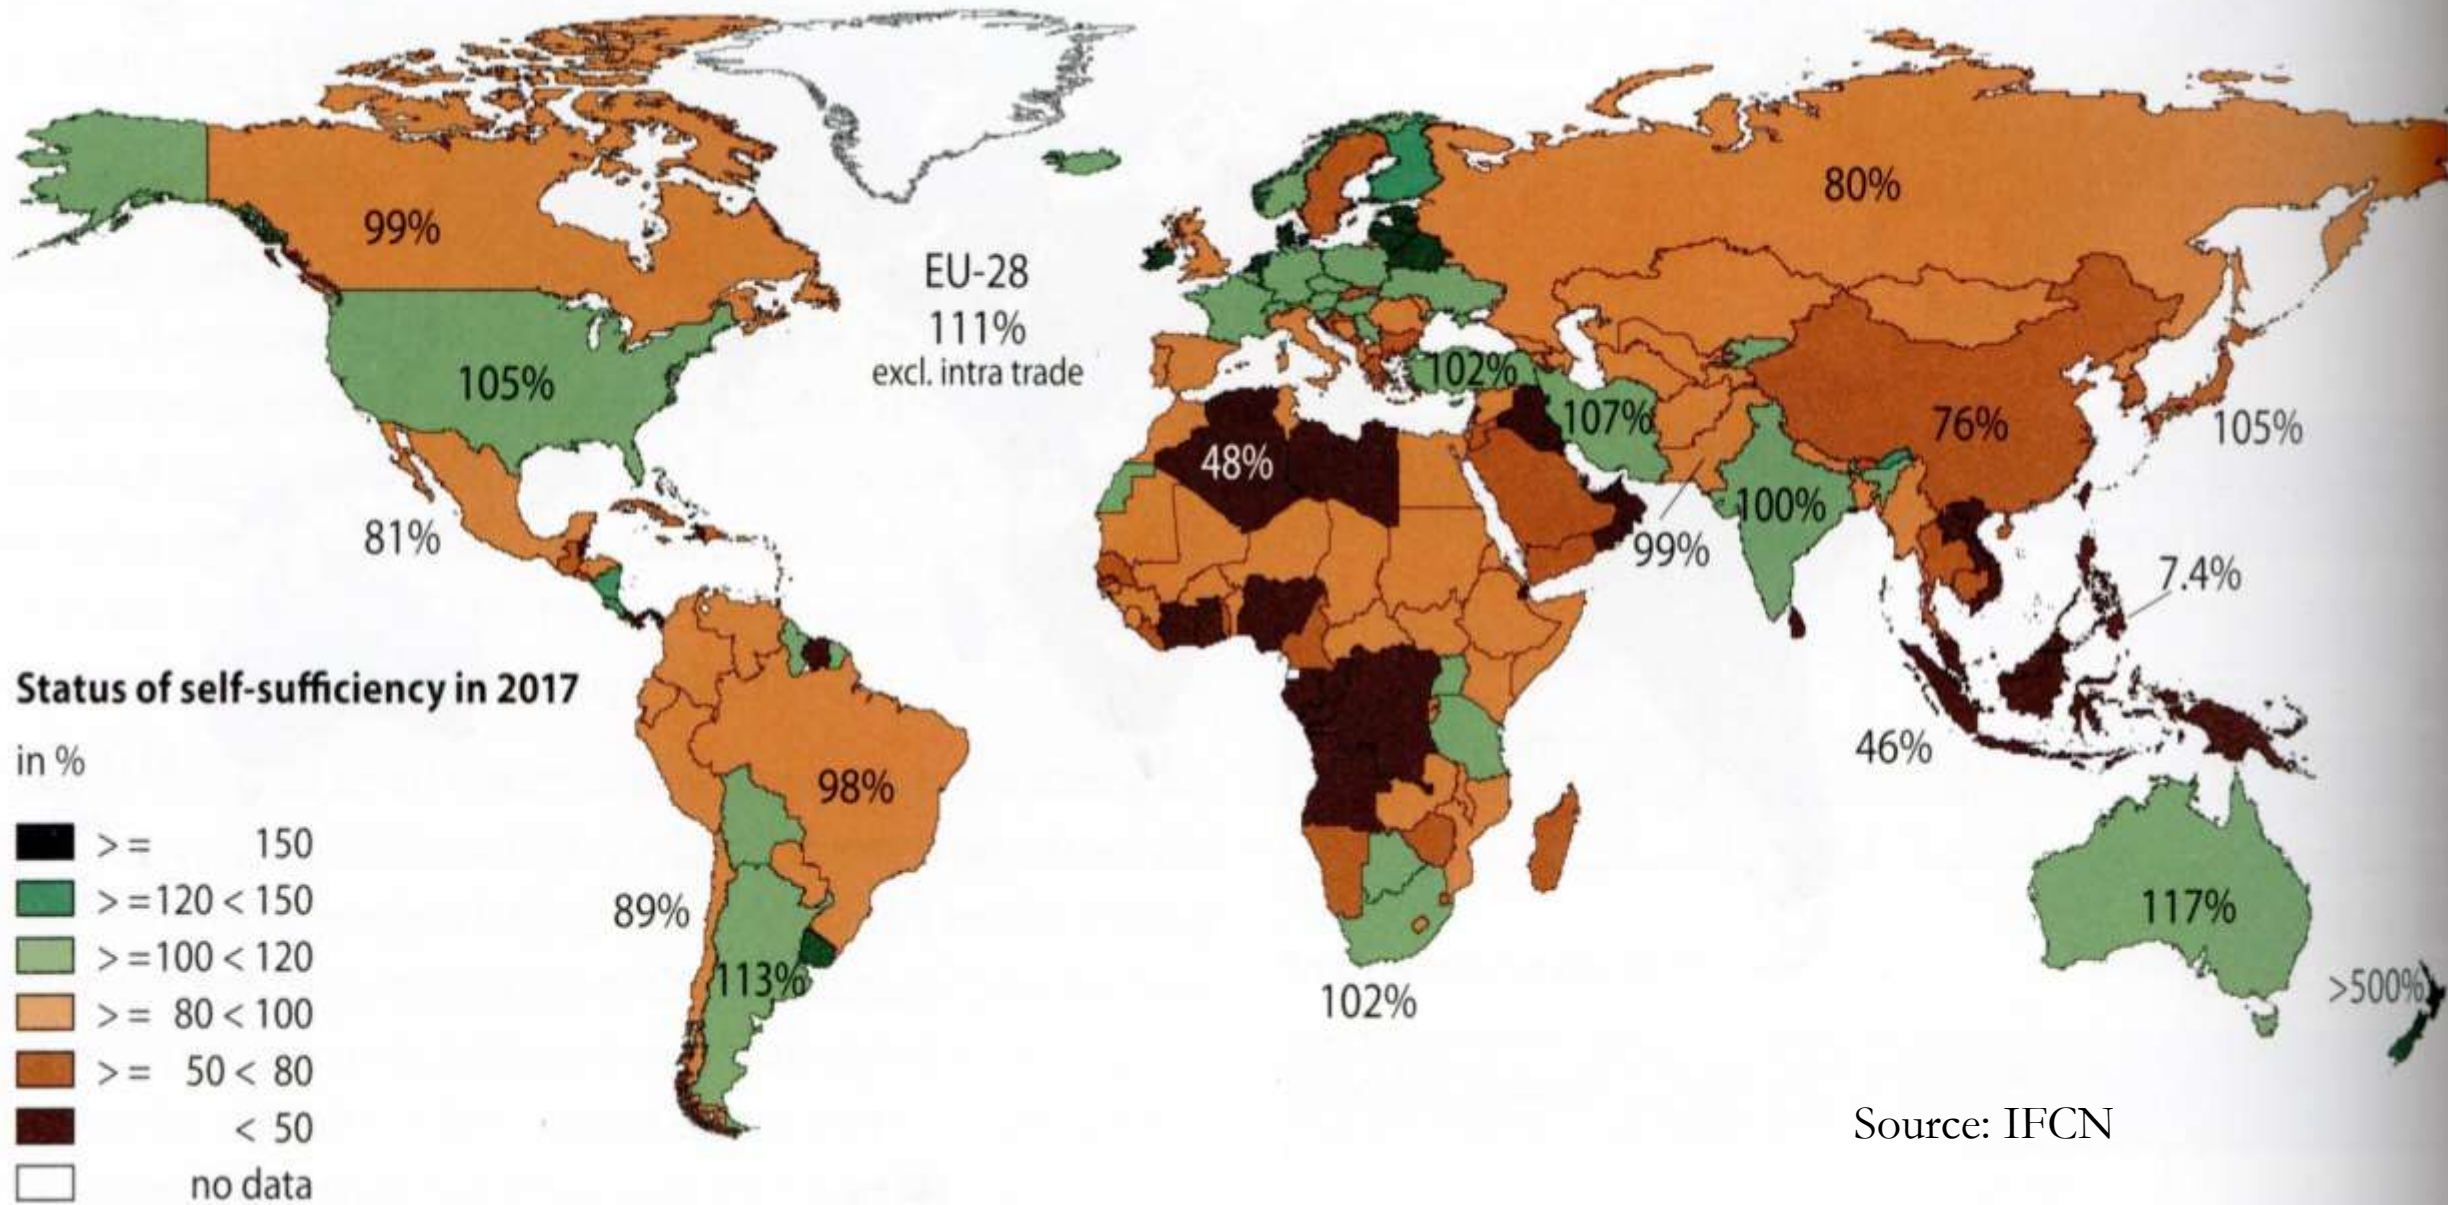 99%
80%
EU-28
111%
excl. intra trade
105%
102%
107%
76%
105%
48%
100%
99%
81%
7.4%
Status of self-sufficiency in 2017
in %
>= 150
>=120 < 150
>=100 < 120
>= 80 < 100
>= 50 < 80
< 50
no data
98%
46%
89%
113%
102%
117%
>500%
Source: IFCN